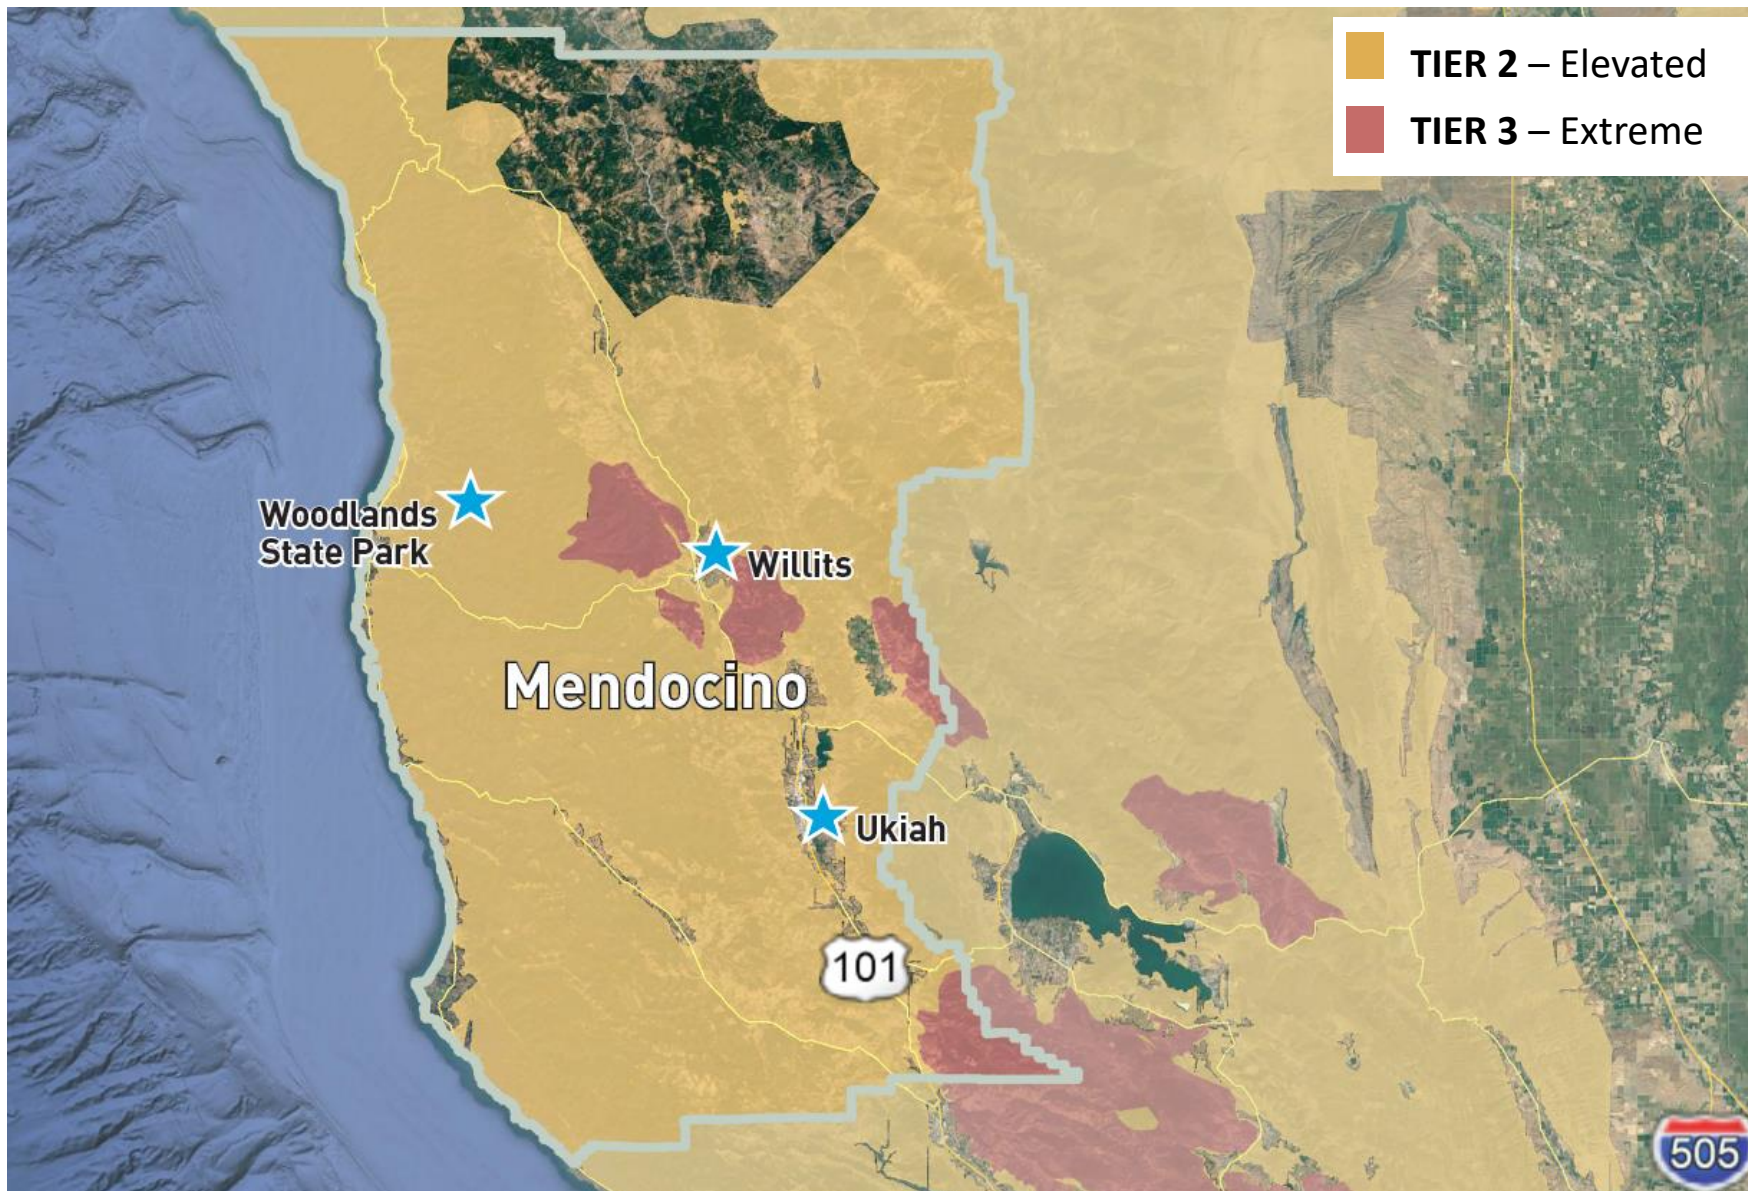 TIER 2 – Elevated
TIER 3 – Extreme
Woodlands
State Park
Willits
Mendocino
Ukiah
101
505